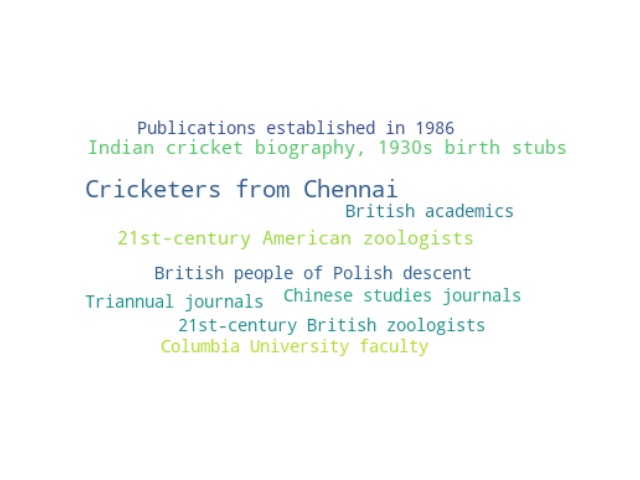 Publications established in 1986
Indian cricket biography, 1930s birth stubs
Cricketers from Chennai
British academics
21st-century American zoologists
British people of Polish descent
Chinese studies journals
Triannual journals
21st-century British zoologists
Columbia University faculty